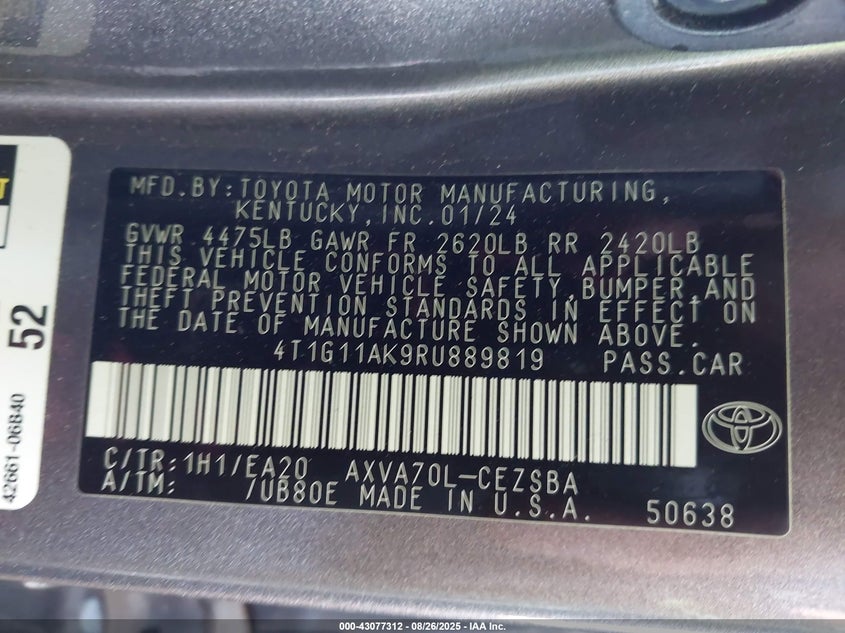 MFD.BY:TOYOTA MOTOR MANUFACTURING,
KENTUCKY,INC.01/24
GVWR 4475LB GAWR FR 2620LB RR 2420LB
THIS VEHICLE CONFORMS TO ALL APPLICABLE
FEDERAL MOTOR VEHICLE SAFETY,BUMPER,AND
THEFT PREVENTION STANDARDS IN EFFECT ON
THE DATE OF MANUFACTURE SHOWN ABOVE.
4T1G11AK9RU889819 PASS.CAR
C/TR:1H1/EA20 AXVA70L-CEZSBA
A/TM: /UB80E MADE IN U.S.A. 50638
52
42661-06B40
000-43077312 - 08/26/2025 - IAA Inc.